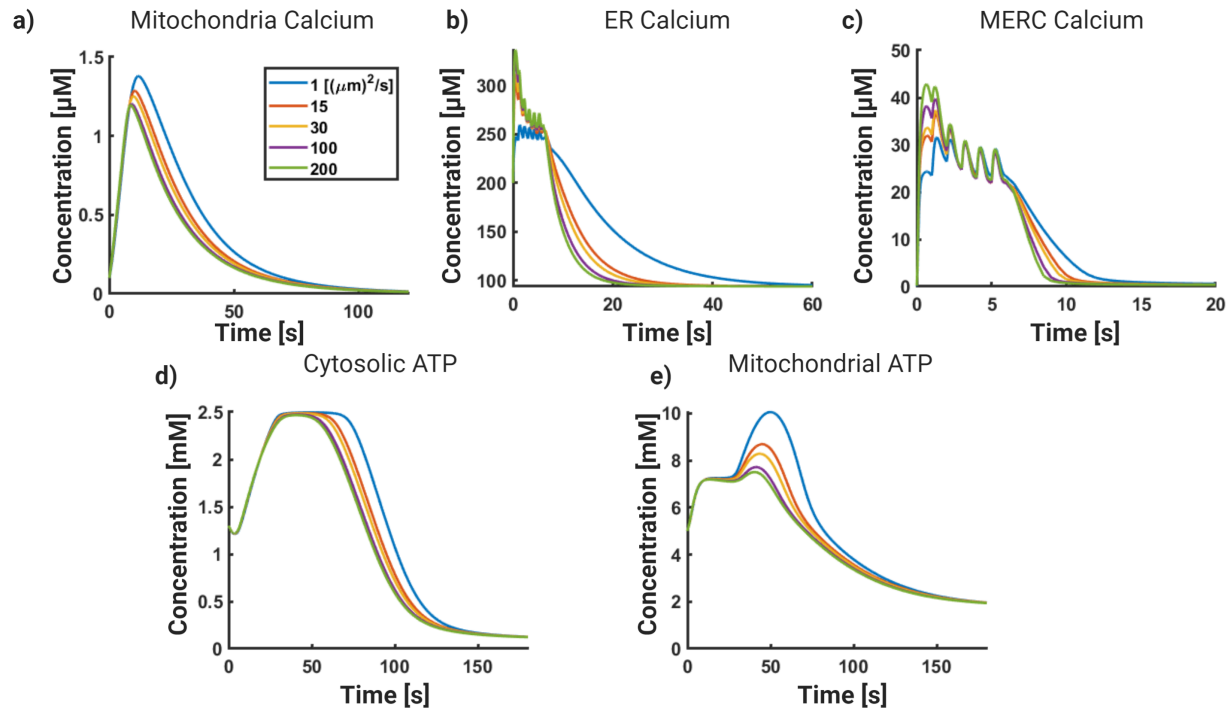 a)
Mitochondria Calcium
Concentration [µM]
1.5
1
0.5
0
0
50
100
Time [s]
1 [(μm)²/s]
15
30
100
200
b)
ER Calcium
Concentration [µM]
300
250
200
150
100
0
20
40
60
Time [s]
c)
MERC Calcium
Concentration [µM]
50
40
30
20
10
0
0
5
10
15
20
Time [s]
d)
Cytosolic ATP
Concentration [mM]
2.5
2
1.5
1
0.5
0
0
50
100
150
Time [s]
e)
Mitochondrial ATP
Concentration [mM]
10
8
6
4
2
0
0
50
100
150
Time [s]